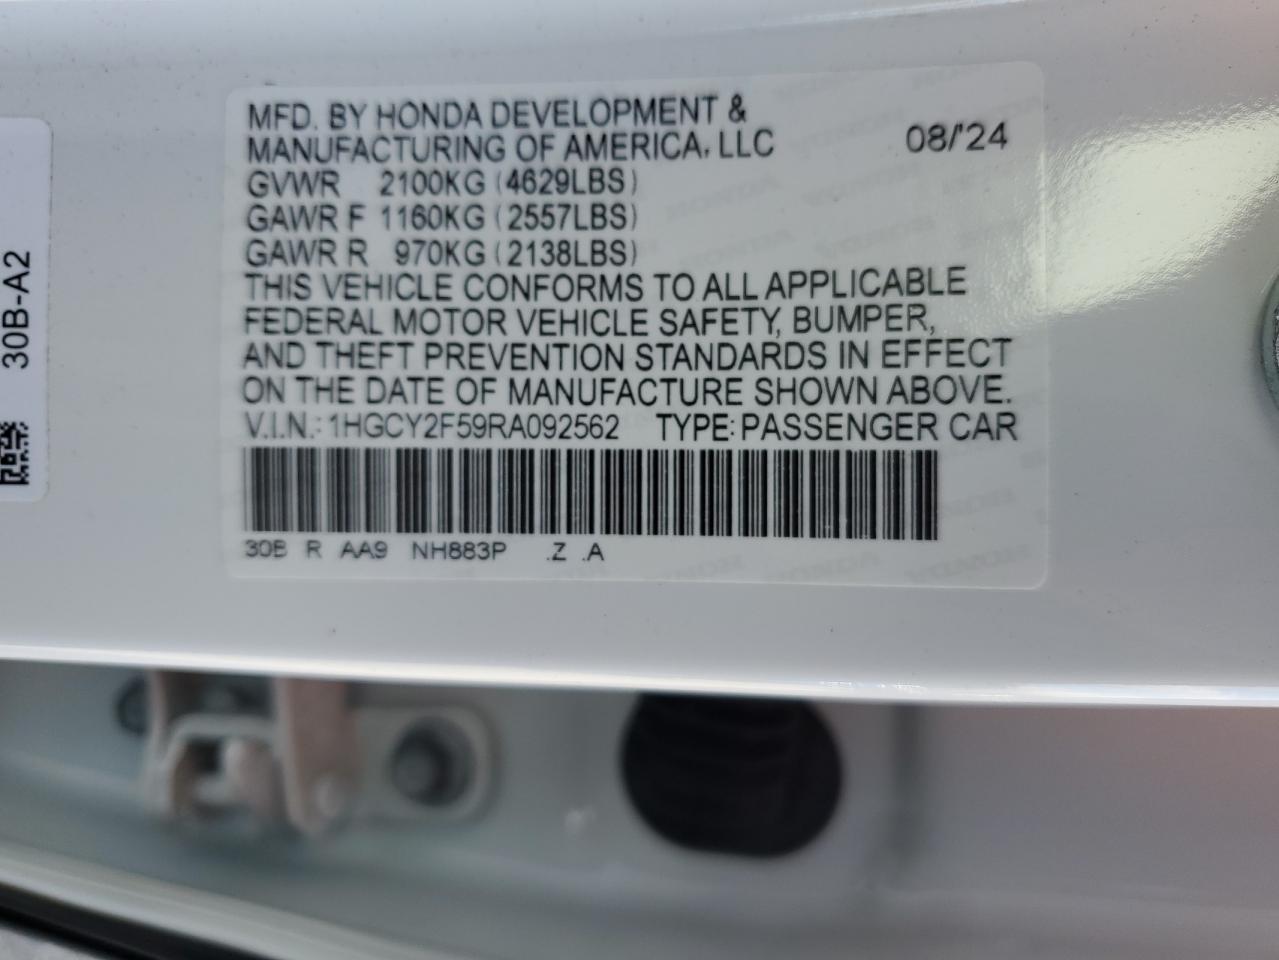 MFD. BY HONDA DEVELOPMENT &
MANUFACTURING OF AMERICA, LLC 08/'24
GVWR 2100KG (4629LBS)
GAWR F 1160KG (2557LBS)
GAWR R 970KG (2138LBS)
THIS VEHICLE CONFORMS TO ALL APPLICABLE
FEDERAL MOTOR VEHICLE SAFETY, BUMPER,
AND THEFT PREVENTION STANDARDS IN EFFECT
ON THE DATE OF MANUFACTURE SHOWN ABOVE.
V.I.N.: 1HGCY2F59RA092562 TYPE: PASSENGER CAR
30B R AA9 NH883P .Z .A
30B-A2